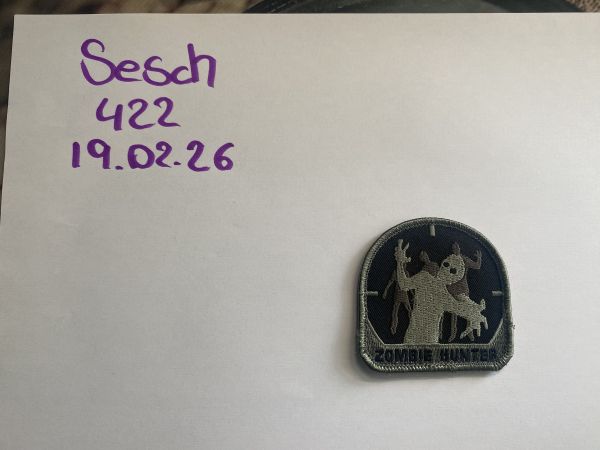 Sesch
422
19.02.26
ZOMBIE HUNTER